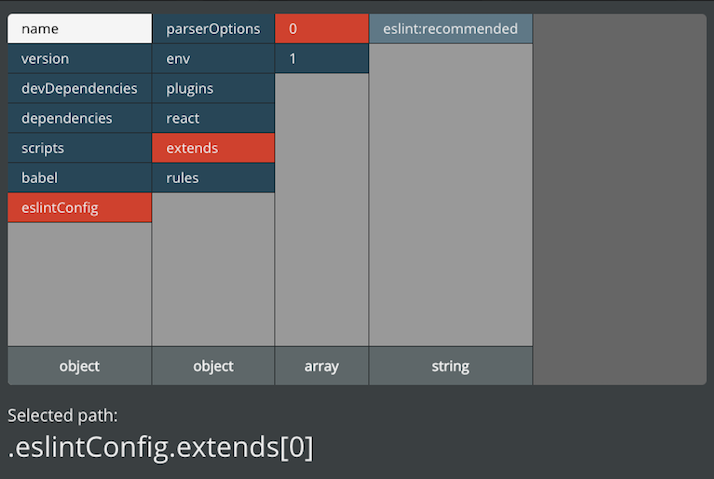 name
version
devDependencies
dependencies
scripts
babel
eslintConfig
object
parserOptions
env
plugins
react
extends
rules
object
0
1
array
eslint:recommended
string
Selected path:
.eslintConfig.extends[0]